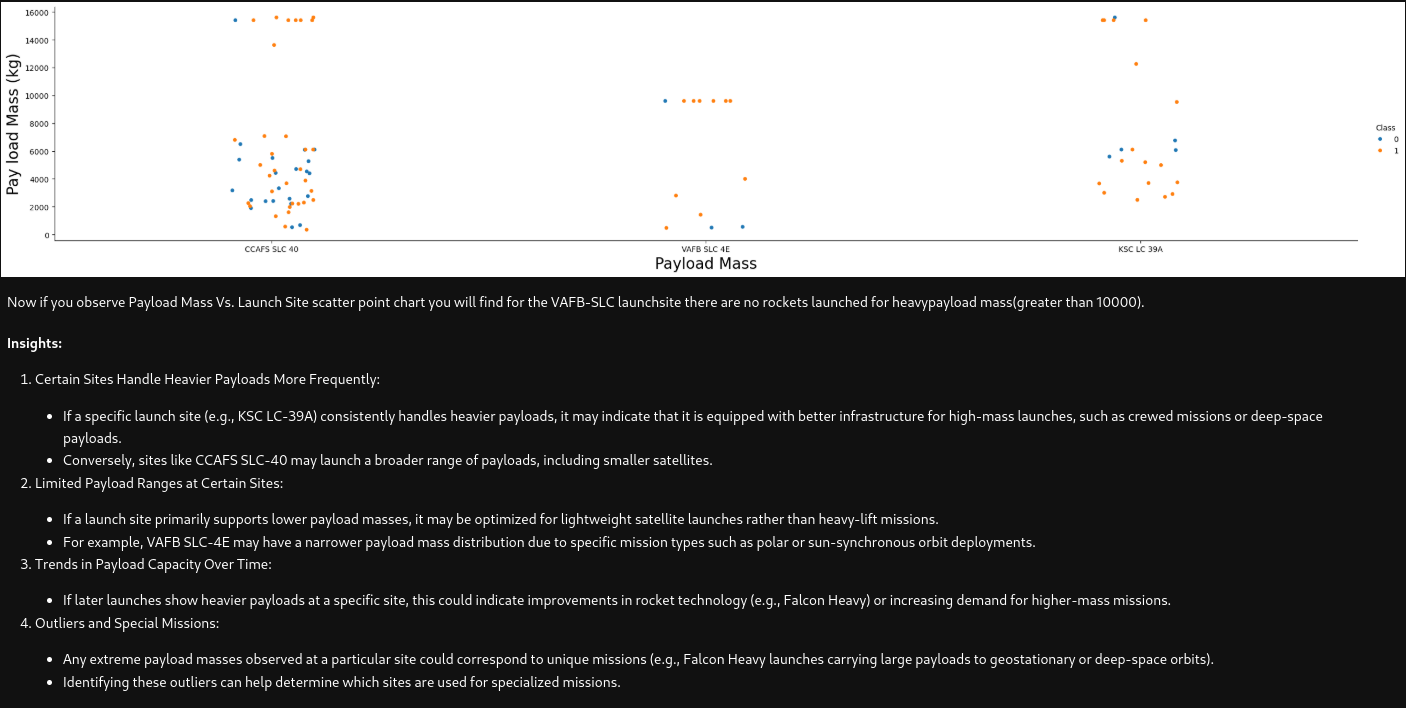 16000
14000
12000
10000
8000
6000
4000
2000
0
Pay load Mass (kg)
CCAFS SLC 40
VAFB SLC 4E
KSC LC 39A
Payload Mass
Class
0
1
Now if you observe Payload Mass Vs. Launch Site scatter point chart you will find for the VAFB-SLC launchsite there are no rockets launched for heavypayload mass(greater than 10000).
Insights:
1. Certain Sites Handle Heavier Payloads More Frequently:
• If a specific launch site (e.g., KSC LC-39A) consistently handles heavier payloads, it may indicate that it is equipped with better infrastructure for high-mass launches, such as crewed missions or deep-space
payloads.
• Conversely, sites like CCAFS SLC-40 may launch a broader range of payloads, including smaller satellites.
2. Limited Payload Ranges at Certain Sites:
• If a launch site primarily supports lower payload masses, it may be optimized for lightweight satellite launches rather than heavy-lift missions.
• For example, VAFB SLC-4E may have a narrower payload mass distribution due to specific mission types such as polar or sun-synchronous orbit deployments.
3. Trends in Payload Capacity Over Time:
• If later launches show heavier payloads at a specific site, this could indicate improvements in rocket technology (e.g., Falcon Heavy) or increasing demand for higher-mass missions.
4. Outliers and Special Missions:
• Any extreme payload masses observed at a particular site could correspond to unique missions (e.g., Falcon Heavy launches carrying large payloads to geostationary or deep-space orbits).
• Identifying these outliers can help determine which sites are used for specialized missions.